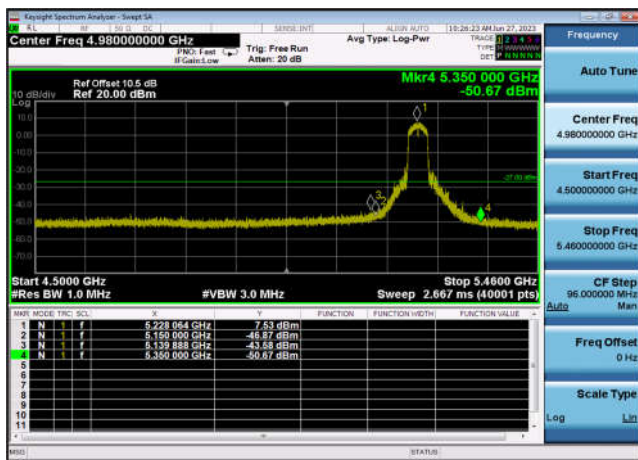 Keysight Spectrum Analyzer - Swept SA
RL RF 50 Ω DC SENSE:INT ALIGN AUTO 10:26:23 AM Jun 27, 2023
Center Freq 4.980000000 GHz
PNO: Fast
IFGain:Low
Trig: Free Run
Atten: 20 dB
Avg Type: Log-Pwr
TRACE 1 2 3 4 5 6
TYPE M W W W W W
DET P N N N N N
Mkr4 5.350 000 GHz
-50.67 dBm
Ref Offset 10.5 dB
Ref 20.00 dBm
10 dB/div
Log
10.0
0.00
-10.0
-20.0
-30.0
-40.0
-50.0
-60.0
-70.0
-27.00 dBm
1
3
2
4
Start 4.5000 GHz
Stop 5.4600 GHz
#Res BW 1.0 MHz
#VBW 3.0 MHz
Sweep 2.667 ms (40001 pts)
MKR MODE TRC SCL X Y FUNCTION FUNCTION WIDTH FUNCTION VALUE
1 N 1 f 5.228 064 GHz 7.53 dBm
2 N 1 f 5.150 000 GHz -46.87 dBm
3 N 1 f 5.139 888 GHz -43.58 dBm
4 N 1 f 5.350 000 GHz -50.67 dBm
5
6
7
8
9
10
11
MSG
STATUS
Frequency
Auto Tune
Center Freq
4.980000000 GHz
Start Freq
4.500000000 GHz
Stop Freq
5.460000000 GHz
CF Step
96.000000 MHz
Auto Man
Freq Offset
0 Hz
Scale Type
Log Lin